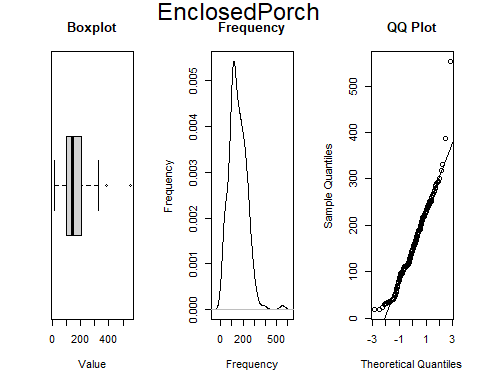 EnclosedPorch
Boxplot
Frequency
QQ Plot
0 200 400
Value
Frequency
0.000 0.001 0.002 0.003 0.004 0.005
0 200 500
Frequency
Sample Quantiles
0 100 200 300 400 500
-3 -1 1 3
Theoretical Quantiles